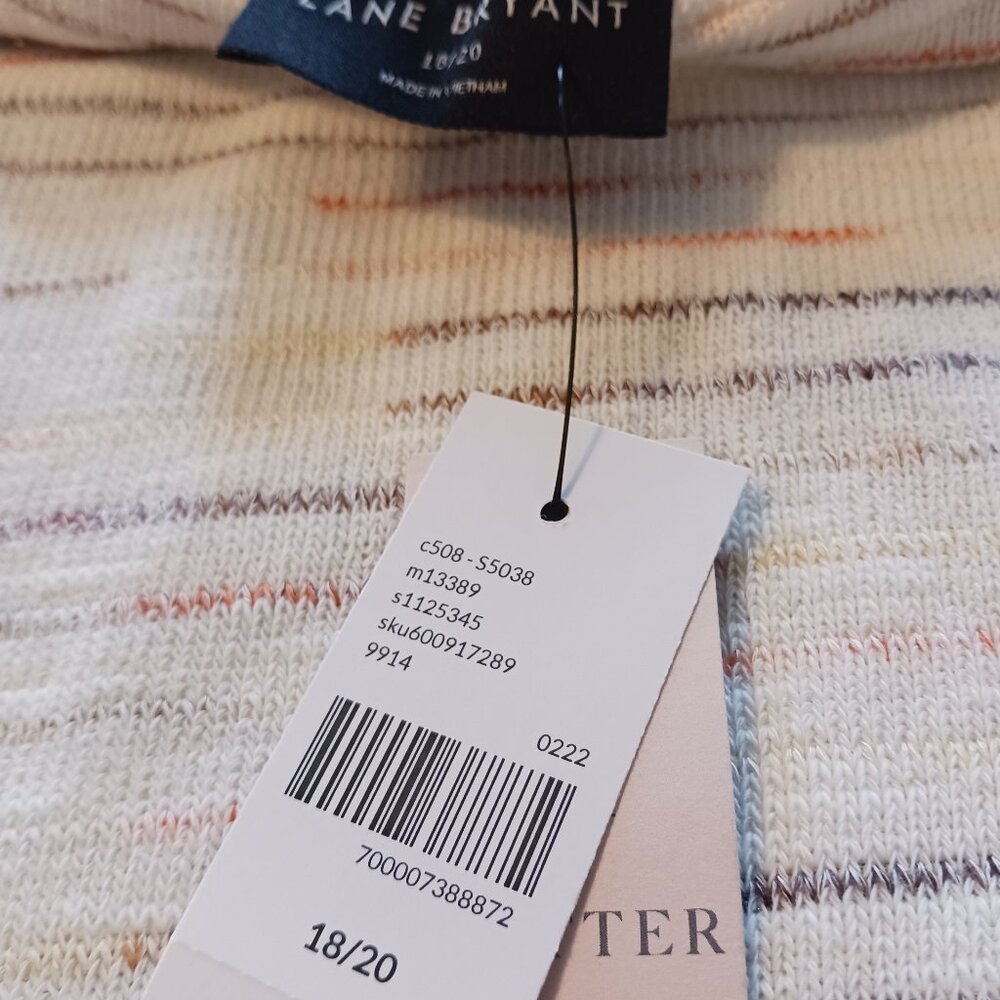 LANE BRYANT
18/20
MADE IN VIETNAM
c508 - S5038
m13389
s1125345
sku600917289
9914
0222
700007388872
18/20
TER